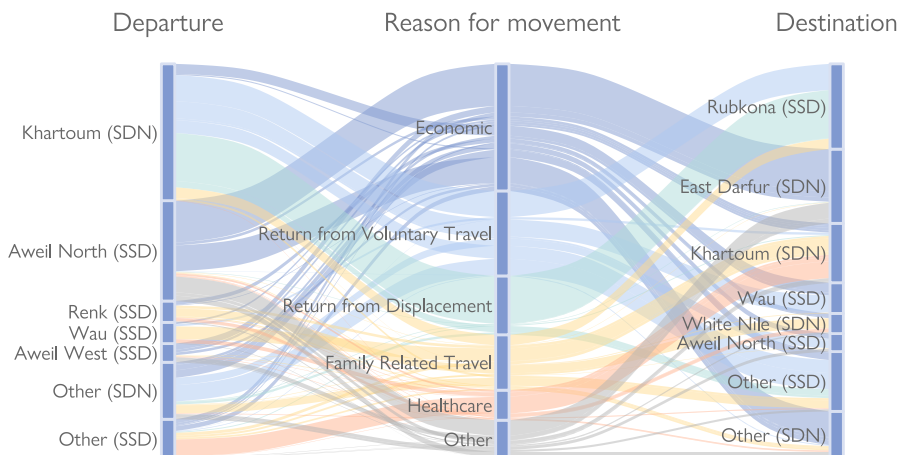 Departure
Reason for movement
Destination
Khartoum (SDN)
Aweil North (SSD)
Renk (SSD)
Wau (SSD)
Aweil West (SSD)
Other (SDN)
Other (SSD)
Economic
Return from Voluntary Travel
Return from Displacement
Family Related Travel
Healthcare
Other
Rubkona (SSD)
East Darfur (SDN)
Khartoum (SDN)
Wau (SSD)
White Nile (SDN)
Aweil North (SSD)
Other (SSD)
Other (SDN)